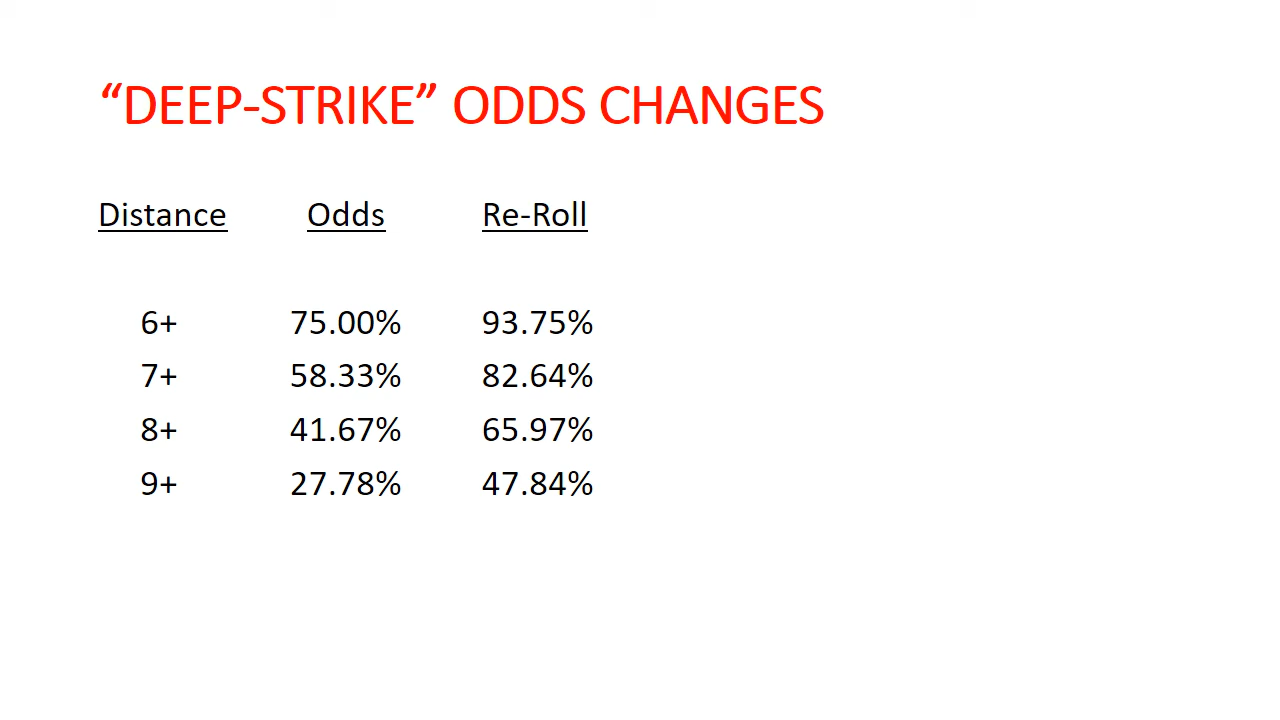 “DEEP-STRIKE” ODDS CHANGES
Distance Odds Re-Roll
6+ 75.00% 93.75%
7+ 58.33% 82.64%
8+ 41.67% 65.97%
9+ 27.78% 47.84%